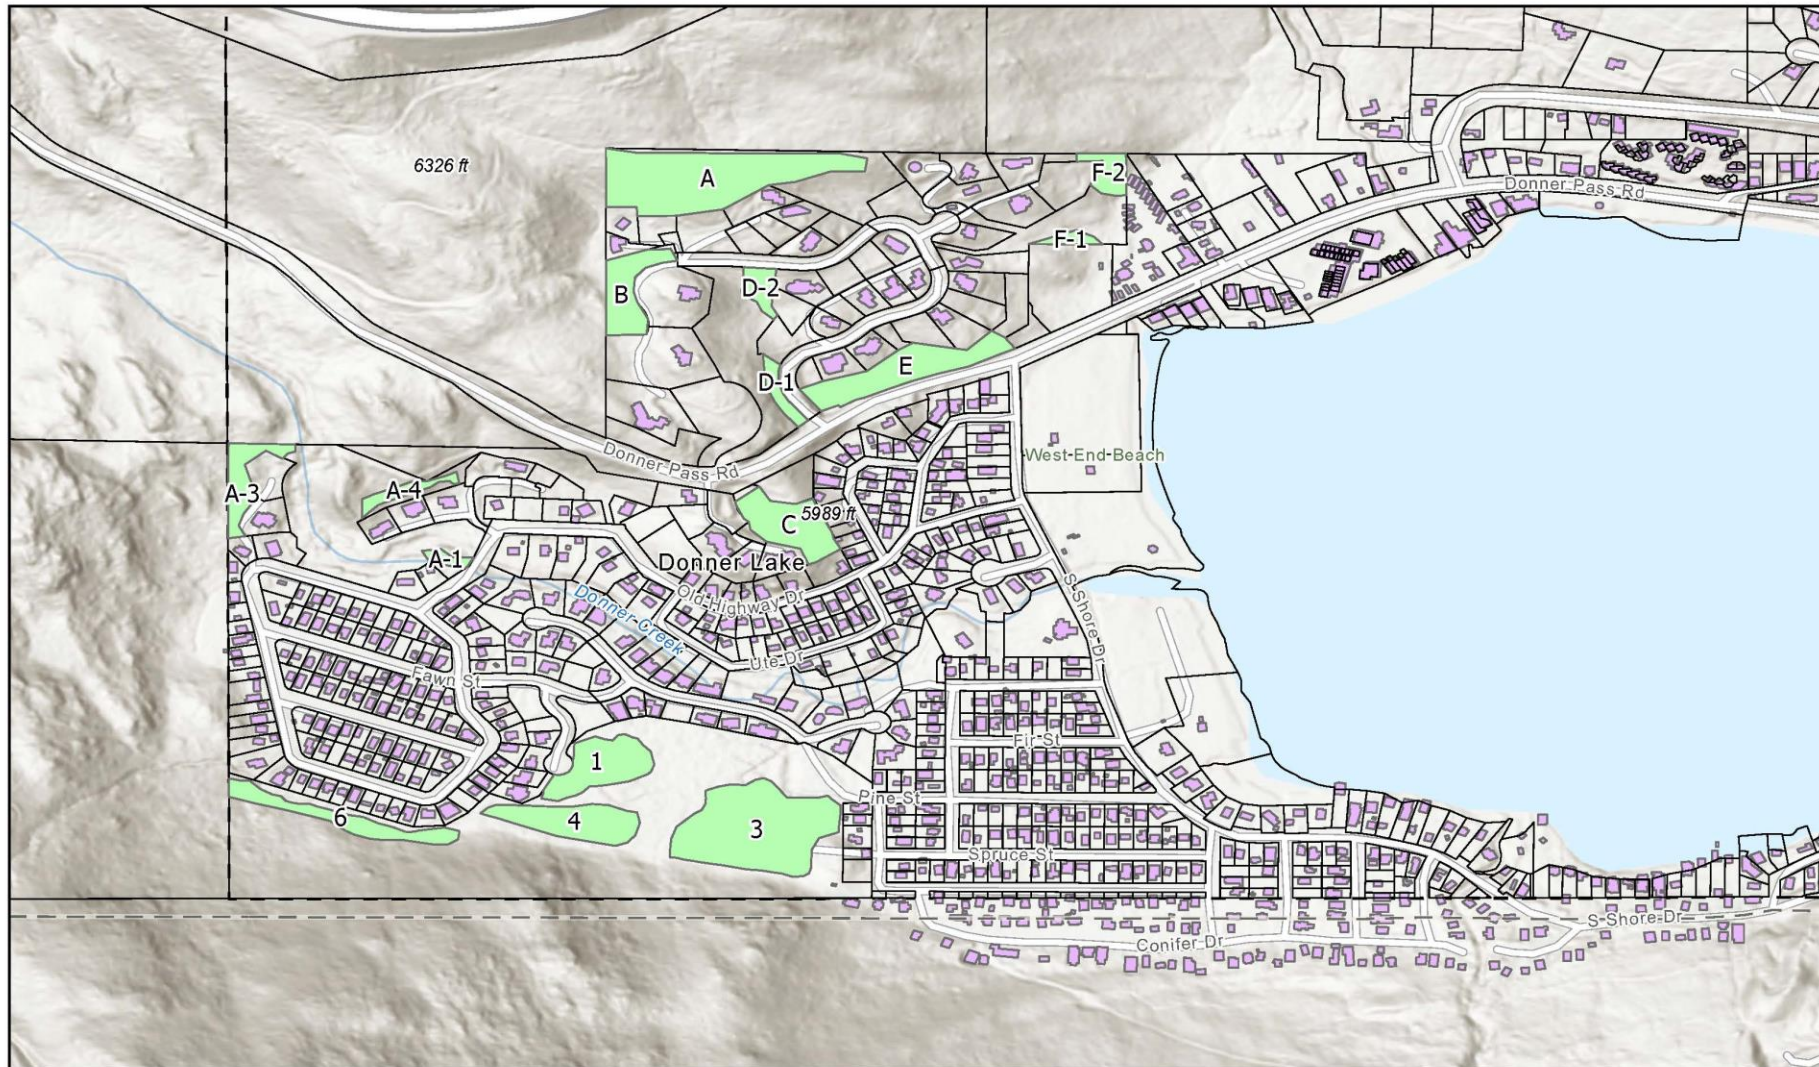 6326 ft
A
F-2
Donner Pass Rd
F-1
D-2
B
E
D-1
Donner Pass Rd
West End Beach
A-3
A-4
C
5989 ft
A-1
Donner Lake
Old Highway Dr
Donner Creek
S Shore Dr
Ute Dr
Fawn St
Fir St
1
Pine St
6
4
3
Spruce St
S Shore Dr
Conifer Dr